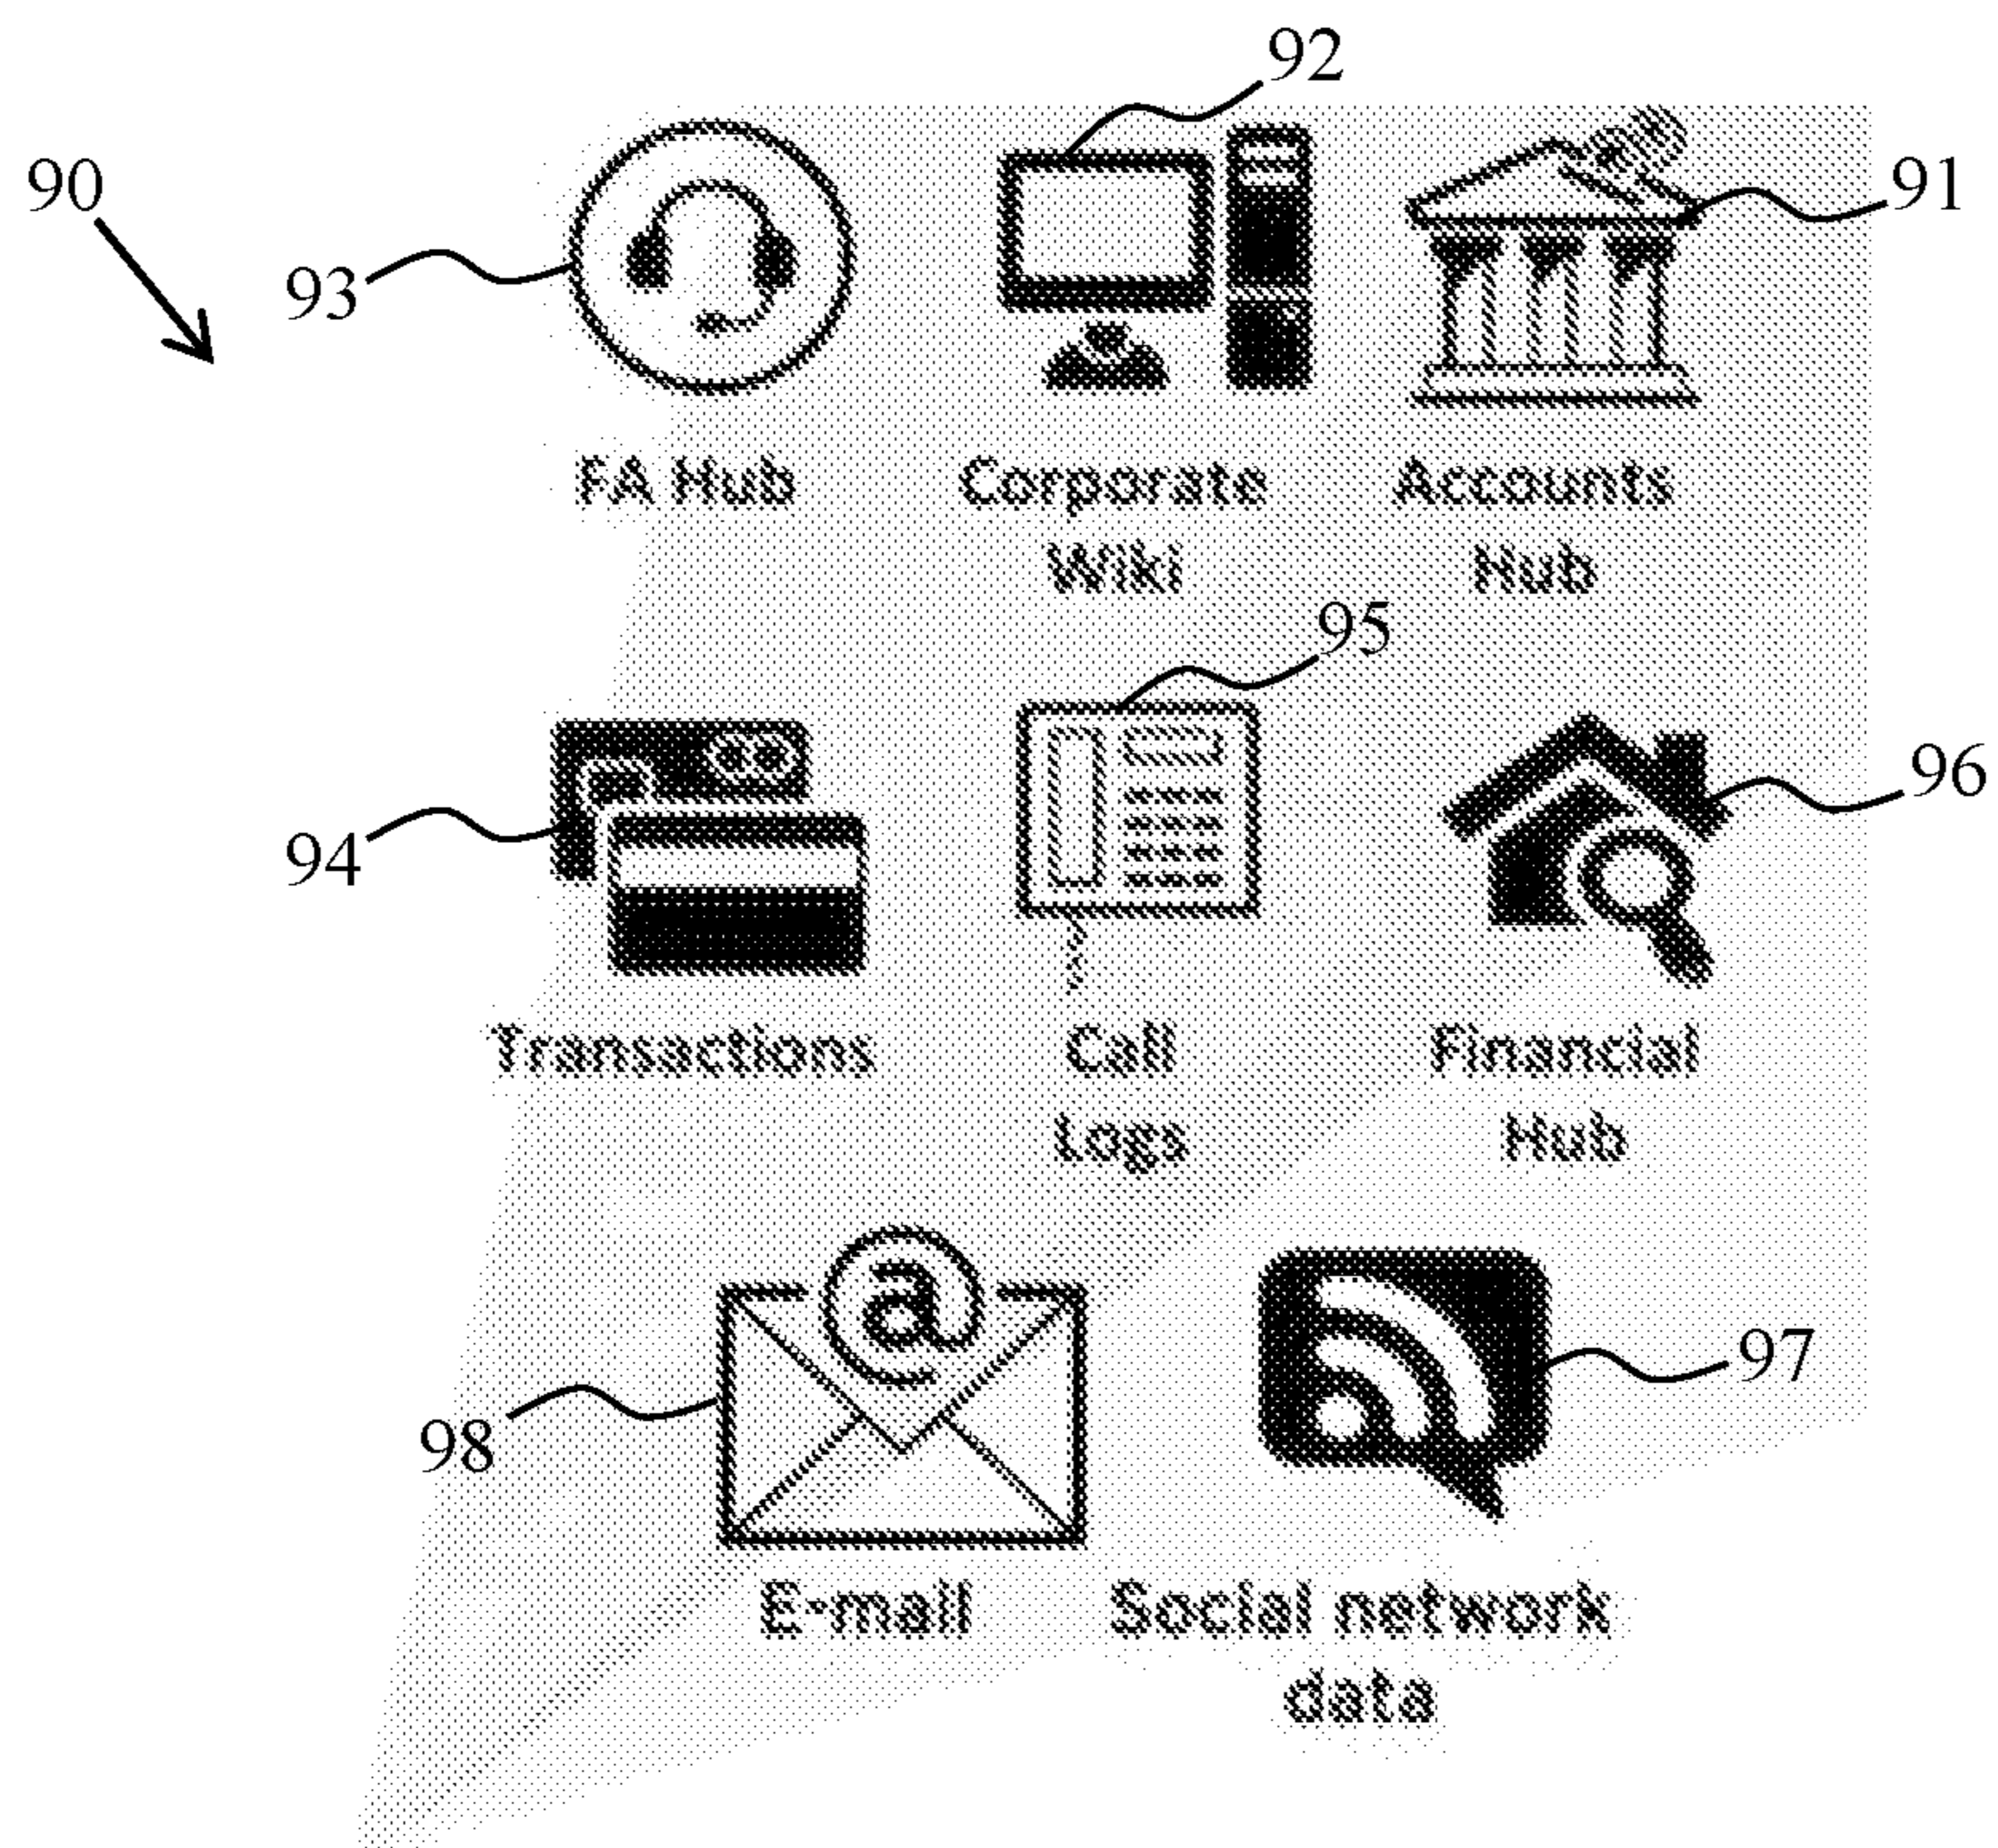 92
90
91
93
FA Hub
Corporate
Wiki
Accounts
Hub
95
94
96
Transactions
Call
Logs
Financial
Hub
@
98
97
E-mail
Social network
data